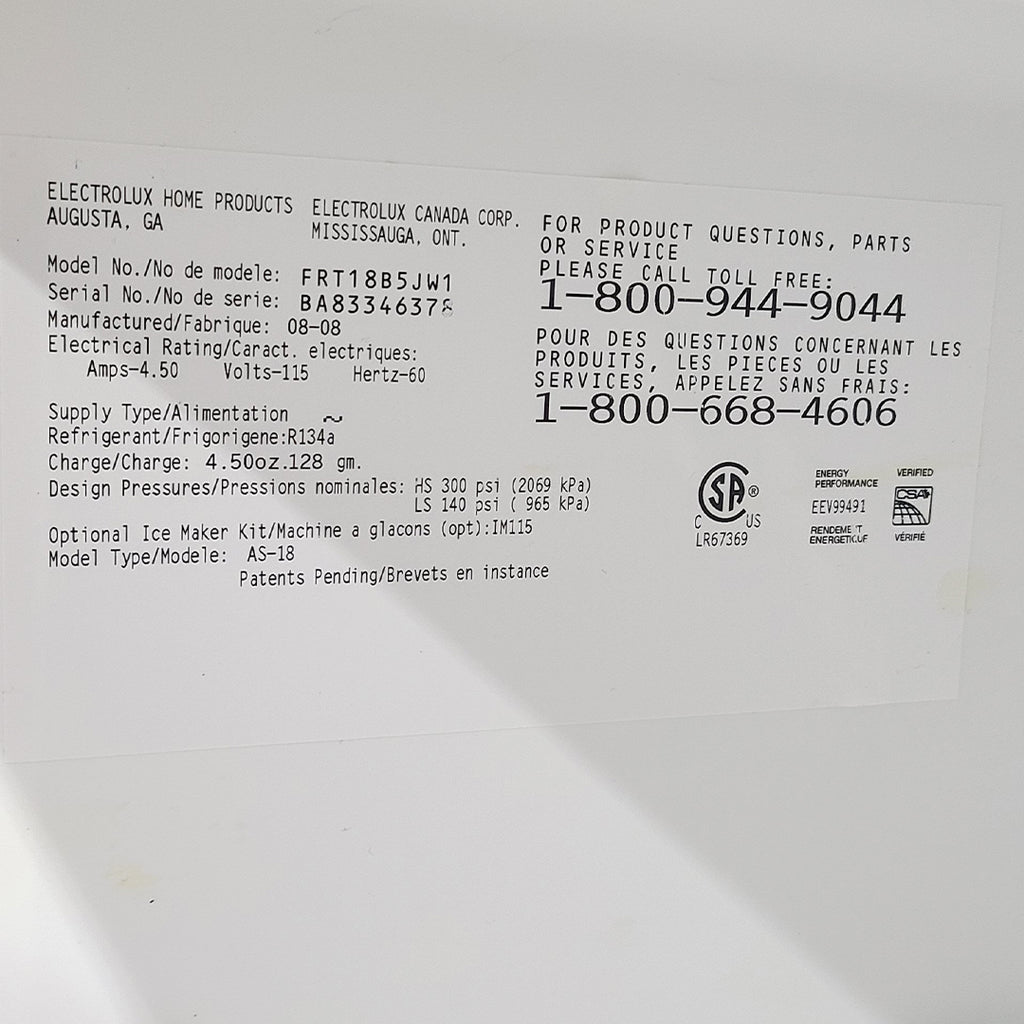 ELECTROLUX HOME PRODUCTS
AUGUSTA, GA
ELECTROLUX CANADA CORP.
MISSISSAUGA, ONT.
Model No./No de modele: FRT18B5JW1
Serial No./No de serie: BA83346378
Manufactured/Fabrique: 08-08
Electrical Rating/Caract. electriques:
Amps-4.50 Volts-115 Hertz-60
Supply Type/Alimentation ~
Refrigerant/Frigorigene:R134a
Charge/Charge: 4.50oz.128 gm.
Design Pressures/Pressions nominales: HS 300 psi (2069 kPa)
LS 140 psi ( 965 kPa)
Optional Ice Maker Kit/Machine a glacons (opt):IM115
Model Type/Modele: AS-18
Patents Pending/Brevets en instance
FOR PRODUCT QUESTIONS, PARTS
OR SERVICE
PLEASE CALL TOLL FREE:
1-800-944-9044
POUR DES QUESTIONS CONCERNANT LES
PRODUITS, LES PIECES OU LES
SERVICES, APPELEZ SANS FRAIS:
1-800-668-4606
SA ®
C US
LR67369
ENERGY
PERFORMANCE
EEV99491
RENDEME T
ENERGETIC.UF
VERIFIED
CSA
VÉRIFIÉ